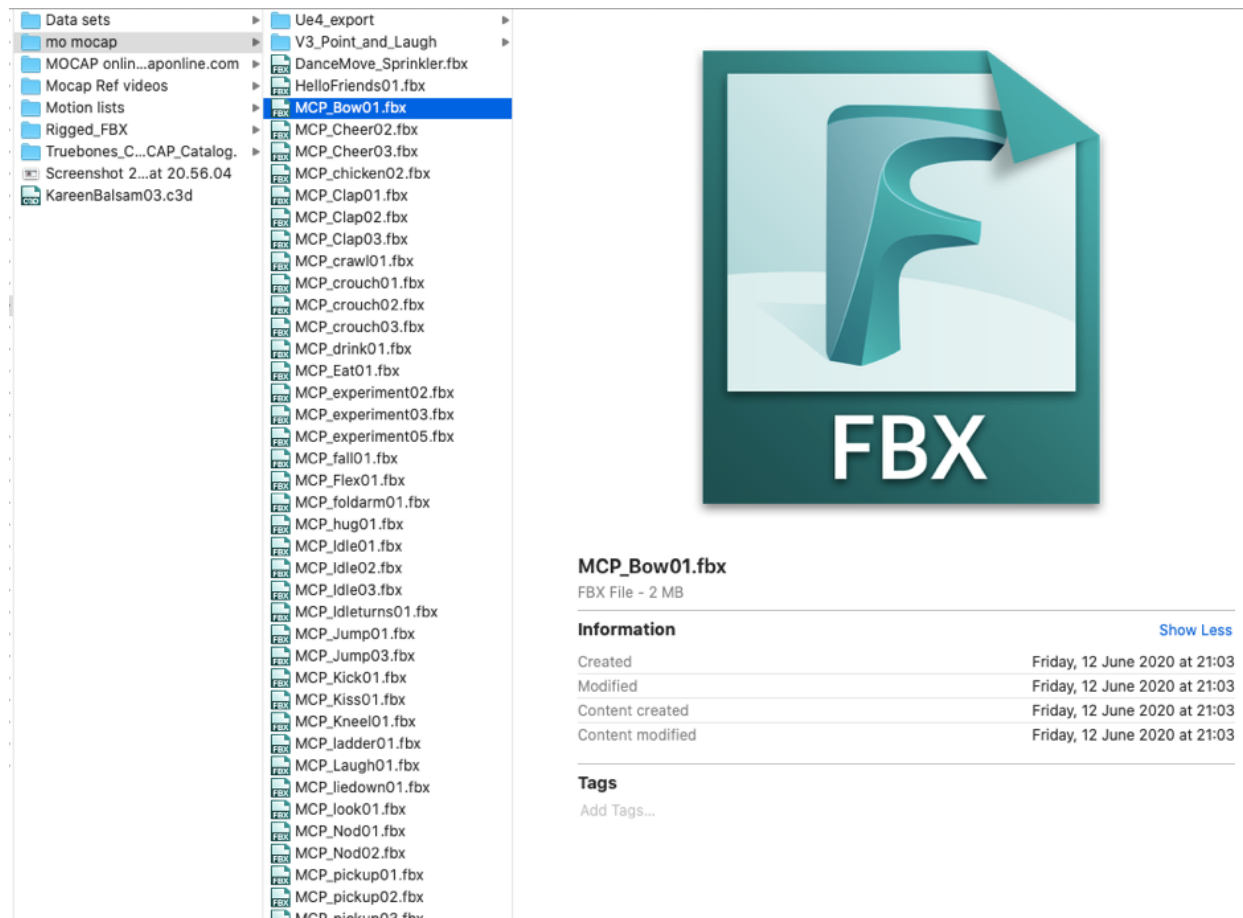 Data sets
mo mocap
MOCAP onlin...aponline.com
Mocap Ref videos
Motion lists
Rigged_FBX
Truebones_C...CAP_Catalog.
Screenshot 2...at 20.56.04
KareenBalsam03.c3d
Ue4_export
V3_Point_and_Laugh
DanceMove_Sprinkler.fbx
HelloFriends01.fbx
MCP_Bow01.fbx
MCP_Cheer02.fbx
MCP_Cheer03.fbx
MCP_chicken02.fbx
MCP_Clap01.fbx
MCP_Clap02.fbx
MCP_Clap03.fbx
MCP_crawl01.fbx
MCP_crouch01.fbx
MCP_crouch02.fbx
MCP_crouch03.fbx
MCP_drink01.fbx
MCP_Eat01.fbx
MCP_experiment02.fbx
MCP_experiment03.fbx
MCP_experiment05.fbx
MCP_fall01.fbx
MCP_Flex01.fbx
MCP_foldarm01.fbx
MCP_hug01.fbx
MCP_Idle01.fbx
MCP_Idle02.fbx
MCP_Idle03.fbx
MCP_Idleturns01.fbx
MCP_Jump01.fbx
MCP_Jump03.fbx
MCP_Kick01.fbx
MCP_Kiss01.fbx
MCP_Kneel01.fbx
MCP_ladder01.fbx
MCP_Laugh01.fbx
MCP_liedown01.fbx
MCP_look01.fbx
MCP_Nod01.fbx
MCP_Nod02.fbx
MCP_pickup01.fbx
MCP_pickup02.fbx
MCP_pickup03.fbx
FBX
MCP_Bow01.fbx
FBX File - 2 MB
Information Show Less
Created Friday, 12 June 2020 at 21:03
Modified Friday, 12 June 2020 at 21:03
Content created Friday, 12 June 2020 at 21:03
Content modified Friday, 12 June 2020 at 21:03
Tags
Add Tags...